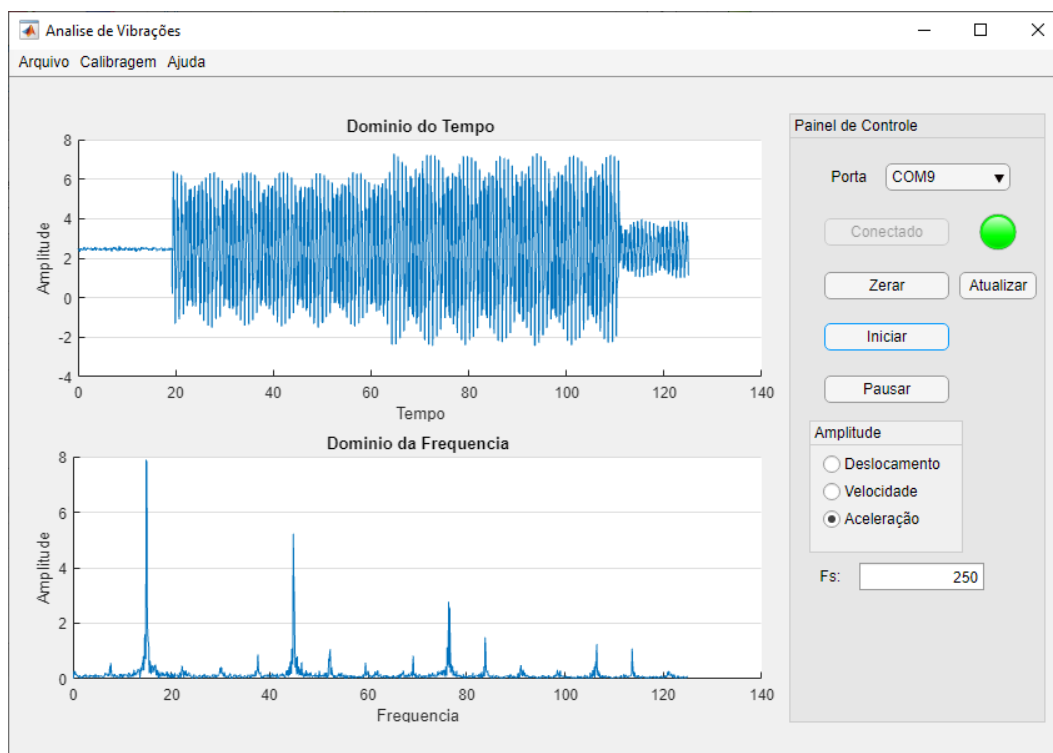 Analise de Vibrações
Arquivo Calibragem Ajuda
Dominio do Tempo
8
6
4
2
0
-2
-4
Amplitude
0 20 40 60 80 100 120 140
Tempo
Dominio da Frequencia
8
6
4
2
0
Amplitude
0 20 40 60 80 100 120 140
Frequencia
Painel de Controle
Porta COM9
Conectado
Zerar Atualizar
Iniciar
Pausar
Amplitude
Deslocamento
Velocidade
Aceleração
Fs: 250